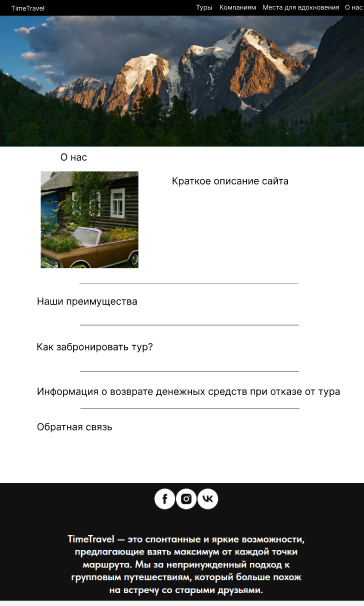 TimeTravel
Туры Компаниям Места для вдохновения О нас
О нас
Краткое описание сайта
Наши преимущества
Как забронировать тур?
Информация о возврате денежных средств при отказе от тура
Обратная связь
TimeTravel — это спонтанные и яркие возможности,
предлагающие взять максимум от каждой точки
маршрута. Мы за непринужденный подход к
групповым путешествиям, который больше похож
на встречу со старыми друзьями.